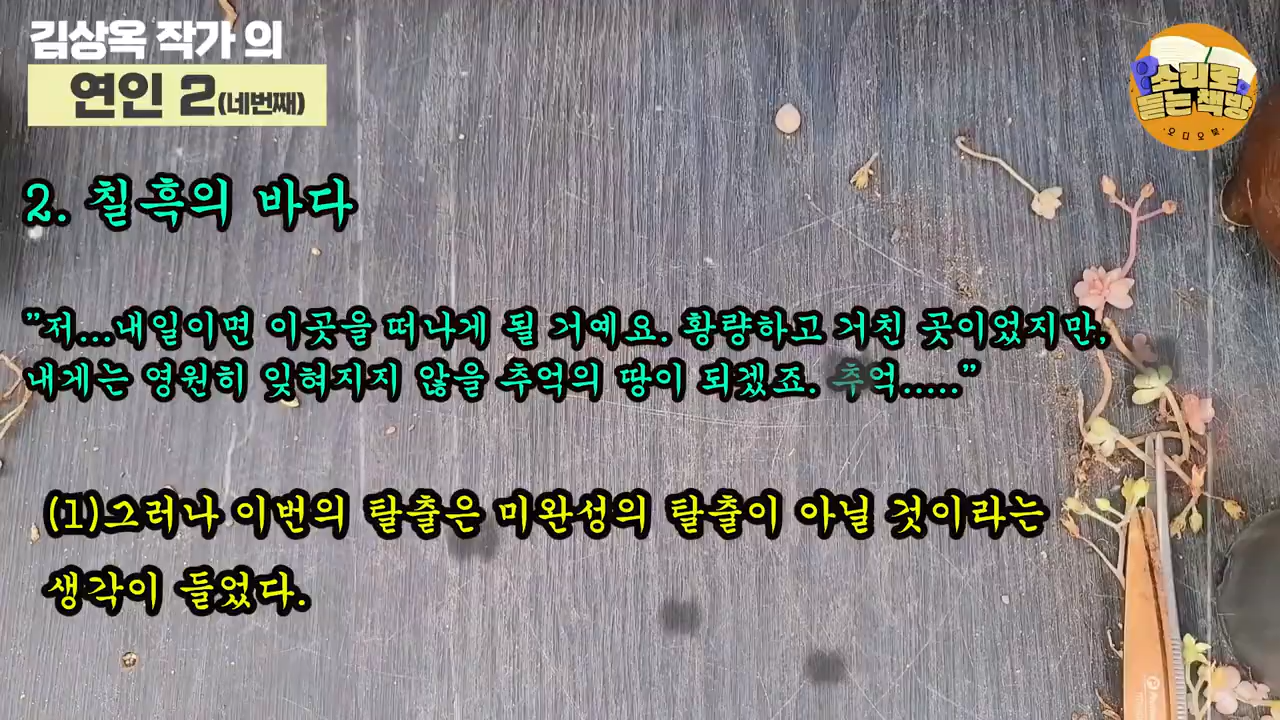 김상옥 작가 의
연인 2(네번째)
소리로
듣는 책방
·오디오북·
2. 칠흑의 바다
"저...내일이면 이곳을 떠나게 될 거예요. 황량하고 거친 곳이었지만,
내게는 영원히 잊혀지지 않을 추억의 땅이 되겠죠. 추억....."
(1)그러나 이번의 탈출은 미완성의 탈출이 아닐 것이라는
생각이 들었다.